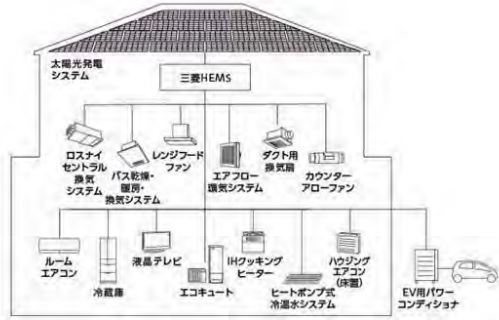 太陽光発電
システム
三菱HEMS
ロスナイ
セントラル
換気
システム
バス乾燥・
暖房・
換気システム
レンジフード
ファン
エアフロー
環気システム
ダクト用
換気扇
カウンター
アローファン
ルーム
エアコン
冷蔵庫
液晶テレビ
エコキュート
IHクッキング
ヒーター
ヒートポンプ式
冷温水システム
ハウジング
エアコン
(床置)
EV用パワー
コンディショナ